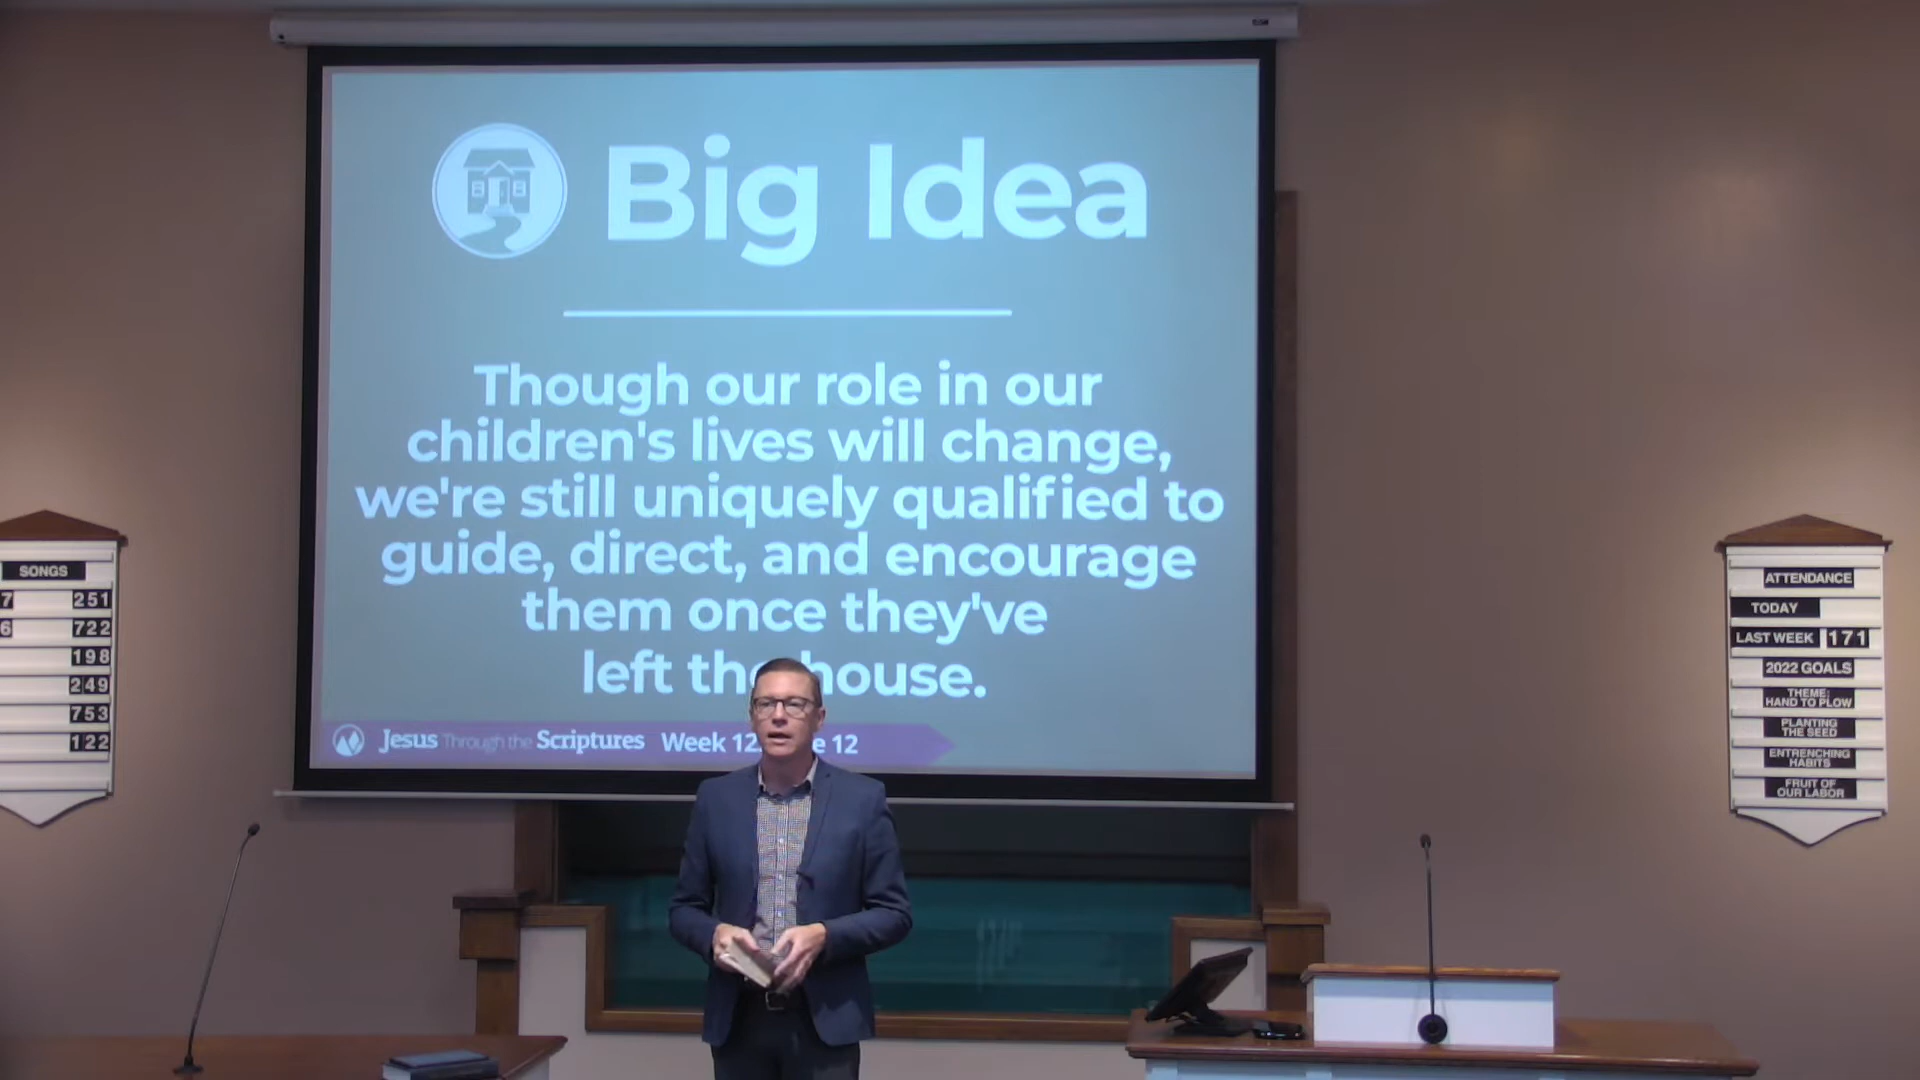 Big Idea
Though our role in our
children's lives will change,
we're still uniquely qualified to
guide, direct, and encourage
them once they've
left the house.
Jesus Through the Scriptures Week 12 12
SONGS
7 251
6 722
198
249
753
122
ATTENDANCE
TODAY
LAST WEEK 171
2022 GOALS
THEME:
HAND TO PLOW
PLANTING
THE SEED
ENTRENCHING
HABITS
FRUIT OF
OUR LABOR